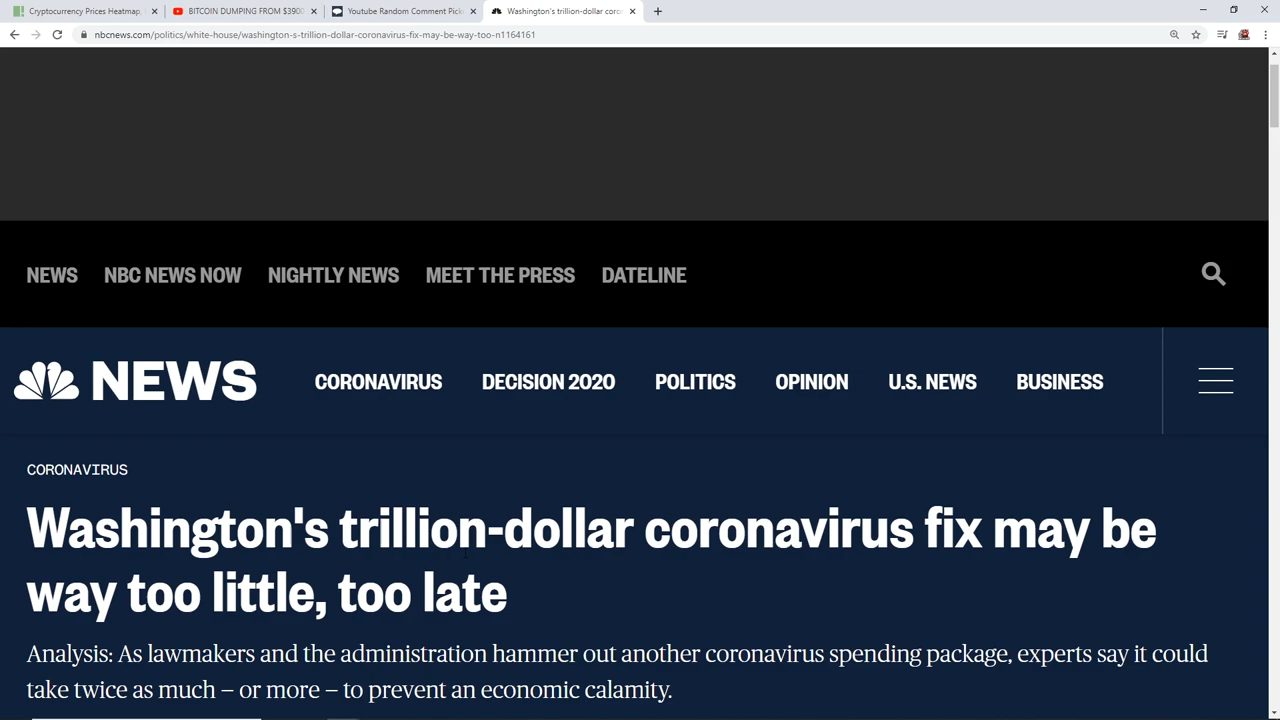 Cryptocurrency Prices Heatmap,
BITCOIN DUMPING FROM $3900
Youtube Random Comment Pick
Washington's trillion-dollar coro
nbcnews.com/politics/white-house/washington-s-trillion-dollar-coronavirus-fix-may-be-way-too-n1164161
NEWS NBC NEWS NOW NIGHTLY NEWS MEET THE PRESS DATELINE
NEWS CORONAVIRUS DECISION 2020 POLITICS OPINION U.S. NEWS BUSINESS
CORONAVIRUS
Washington's trillion-dollar coronavirus fix may be
way too little, too late
Analysis: As lawmakers and the administration hammer out another coronavirus spending package, experts say it could
take twice as much – or more – to prevent an economic calamity.